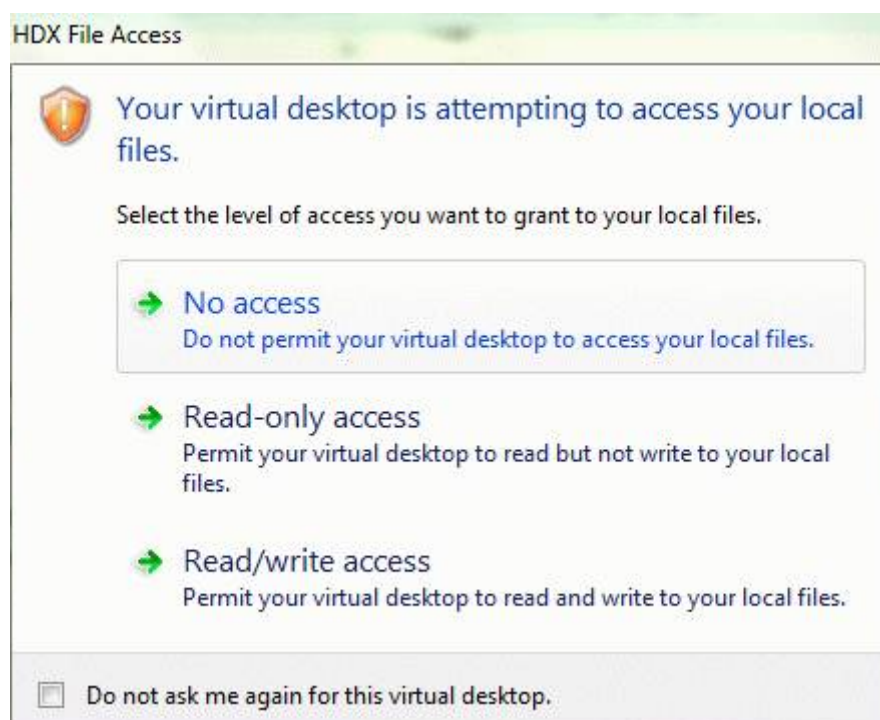 HDX File Access
Your virtual desktop is attempting to access your local
files.
Select the level of access you want to grant to your local files.
No access
Do not permit your virtual desktop to access your local files.
Read-only access
Permit your virtual desktop to read but not write to your local
files.
Read/write access
Permit your virtual desktop to read and write to your local files.
Do not ask me again for this virtual desktop.